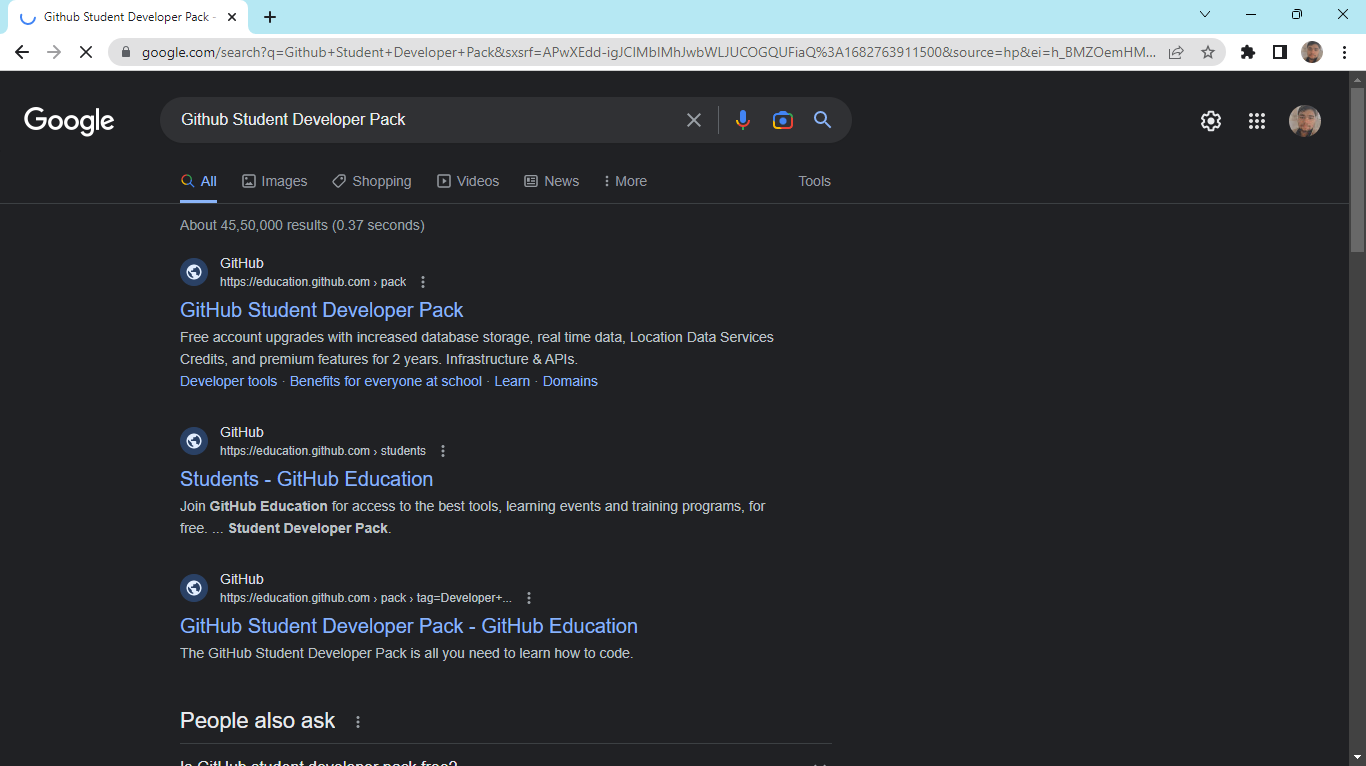 Github Student Developer Pack -
google.com/search?q=Github+Student+Developer+Pack&sxsrf=APwXEdd-igJClMblMhJwbWLJUCOGQUFiaQ%3A1682763911500&source=hp&ei=h_BMZOemHM...
Google
Github Student Developer Pack
All Images Shopping Videos News More Tools
About 45,50,000 results (0.37 seconds)
GitHub
https://education.github.com › pack
GitHub Student Developer Pack
Free account upgrades with increased database storage, real time data, Location Data Services
Credits, and premium features for 2 years. Infrastructure & APIs.
Developer tools · Benefits for everyone at school · Learn · Domains
GitHub
https://education.github.com › students
Students - GitHub Education
Join GitHub Education for access to the best tools, learning events and training programs, for
free. ... Student Developer Pack.
GitHub
https://education.github.com › pack › tag=Developer+...
GitHub Student Developer Pack - GitHub Education
The GitHub Student Developer Pack is all you need to learn how to code.
People also ask
Is GitHub student developer pack free?